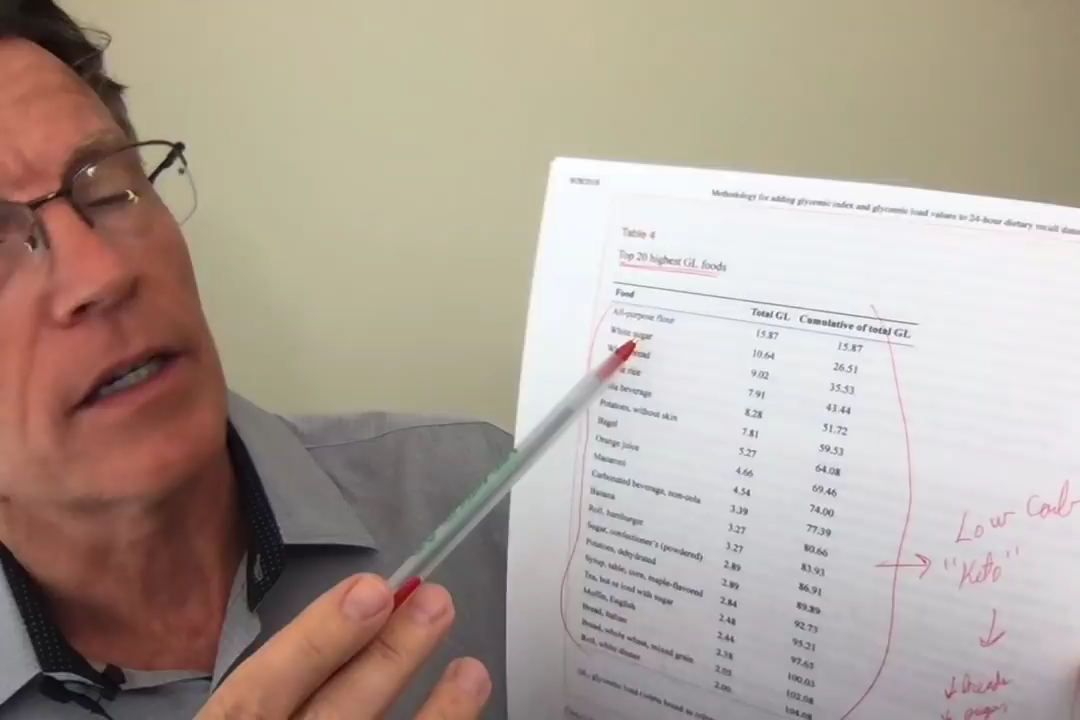 Methodology for adding glycemic index and glycemic load values to 24-hour dietary recall
Table 4
Top 20 highest GL foods
Food Total GL Cumulative of total GL
All-purpose flour 15.87 15.87
White sugar 10.64 26.51
9.02 35.53
rice 7.91 43.44
beverage 8.28 51.72
Potatoes, without skin 7.81 59.53
Bagel 5.27 64.08
Orange juice 4.66 69.46
Macaroni 4.54 74.00
Carbonated beverage, non-cola 3.39 77.39
Banana 3.27 80.66
Roll, hamburger 3.27 83.93
Sugar, confectioner's (powdered) 2.89 86.91
Potatoes, dehydrated 2.89 89.89
Syrup, table, corn, maple-flavored 2.84 92.73
Tea, hot or iced with sugar 2.48 95.21
Muffin, English 2.44 97.65
Bread, Italian 2.38 100.03
Bread, whole wheat, mixed grain 2.05
Roll, white dinner 2.00
Low Carb
"Keto"